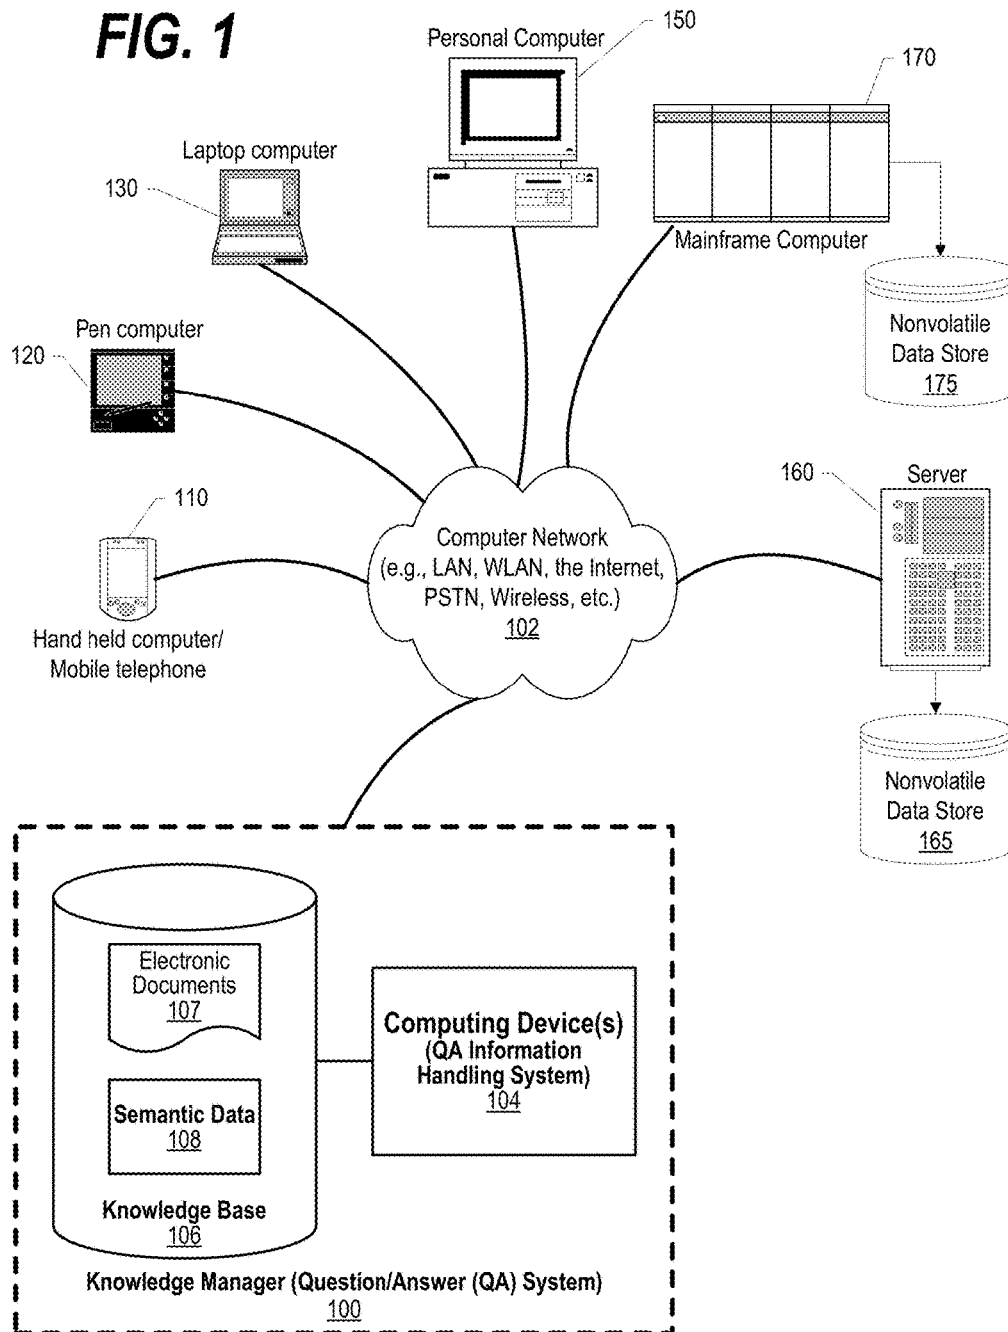 FIG. 1
Personal Computer
150
170
Laptop computer
130
Mainframe Computer
Nonvolatile
Data Store
175
Pen computer
120
160
Server
110
Computer Network
(e.g., LAN, WLAN, the Internet,
PSTN, Wireless, etc.)
102
Hand held computer/
Mobile telephone
Nonvolatile
Data Store
165
Electronic
Documents
107
Computing Device(s)
(QA Information
Handling System)
104
Semantic Data
108
Knowledge Base
106
Knowledge Manager (Question/Answer (QA) System)
100